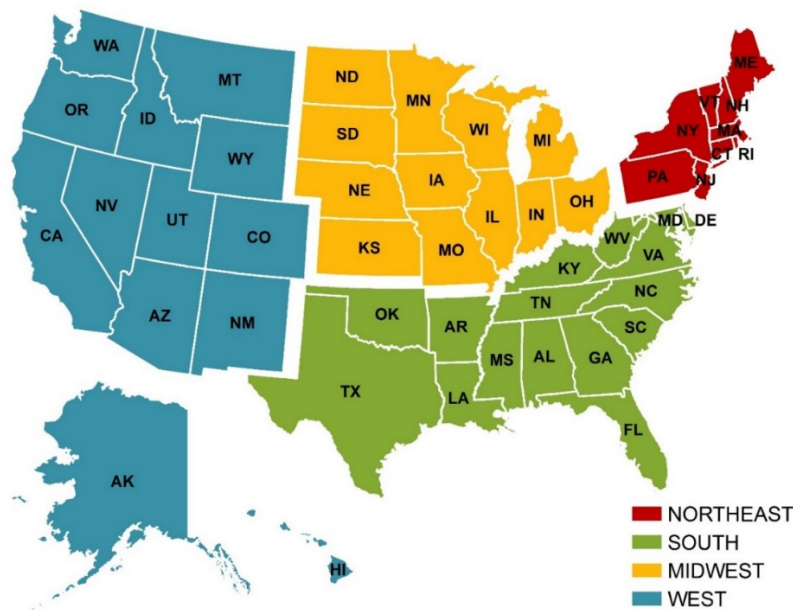 WA
MT
ND
MN
ME
OR
ID
VT
NH
SD
WI
MI
NY
MA
WY
CT
RI
IA
PA
NJ
NE
NV
UT
IL
IN
OH
CA
CO
MD
DE
WV
KS
MO
VA
KY
NC
TN
AZ
NM
OK
AR
SC
MS
AL
GA
TX
LA
FL
AK
HI
NORTHEAST
SOUTH
MIDWEST
WEST